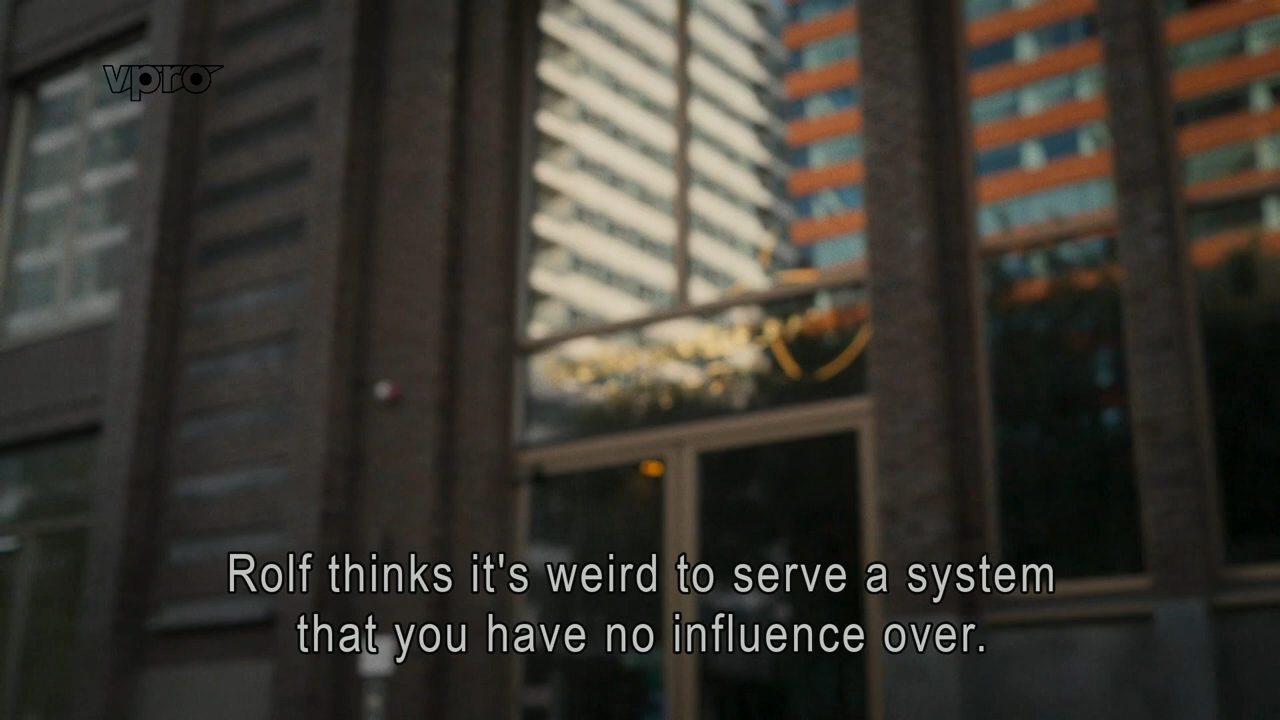 vpro
Rolf thinks it's weird to serve a system
that you have no influence over.